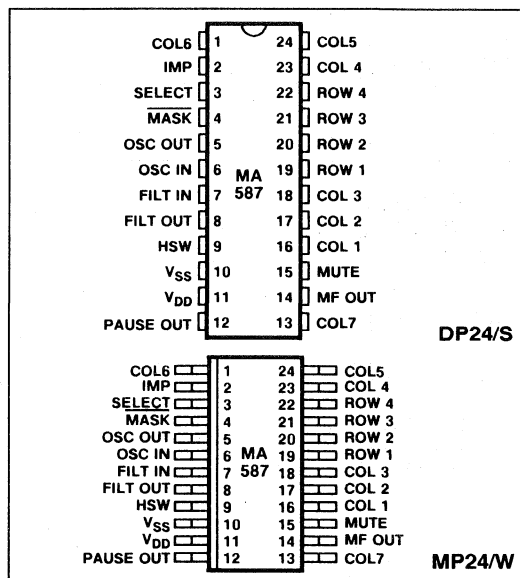 COL6 1 24 COL5
IMP 2 23 COL 4
SELECT 3 22 ROW 4
MASK 4 21 ROW 3
OSC OUT 5 20 ROW 2
OSC IN 6 19 ROW 1
MA
FILT IN 7 587 18 COL 3
FILT OUT 8 17 COL 2
HSW 9 16 COL 1
VSS 10 15 MUTE
VDD 11 14 MF OUT
PAUSE OUT 12 13 COL7
DP24/S
COL6 1 24 COL5
IMP 2 23 COL 4
SELECT 3 22 ROW 4
MASK 4 21 ROW 3
OSC OUT 5 20 ROW 2
OSC IN 6 MA 19 ROW 1
FILT IN 7 587 18 COL 3
FILT OUT 8 17 COL 2
HSW 9 16 COL 1
VSS 10 15 MUTE
VDD 11 14 MF OUT
PAUSE OUT 12 13 COL7
MP24/W